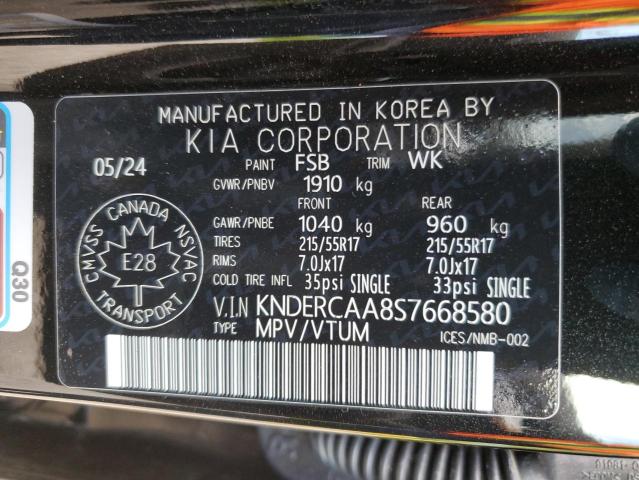 MANUFACTURED IN KOREA BY
KIA CORPORATION
05/24 PAINT FSB TRIM WK
GVWR/PNBV 1910 kg
FRONT REAR
GAWR/PNBE 1040 kg 960 kg
TIRES 215/55R17 215/55R17
RIMS 7.0Jx17 7.0Jx17
COLD TIRE INFL 35psi SINGLE 33psi SINGLE
V.I.N KNDERCAA8S7668580
TYPE MPV/VTUM ICES/NMB-002
CANADA
CMVSS NSVAC
E28
TRANSPORT
Q30